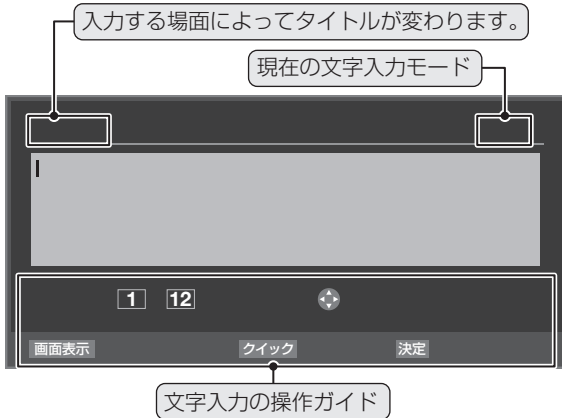 入力する場面によってタイトルが変わります。
現在の文字入力モード
1 12
画面表示 クイック 決定
文字入力の操作ガイド